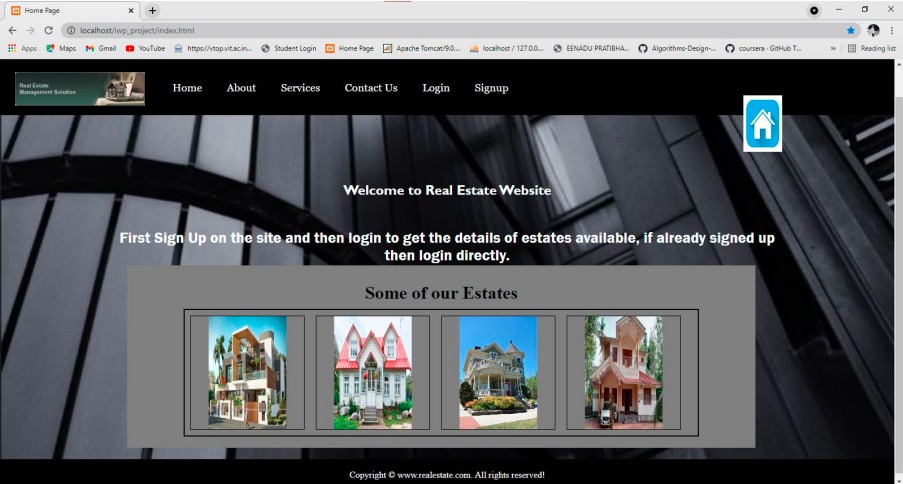 Home Page
localhost/iwp_project/index.html
Apps Maps Gmail YouTube https://vtop.vit.ac.in... Student Login Home Page Apache Tomcat/9.0... localhost / 127.0.0... EENADU PRATIBHA... Algorithms-Design-... coursera · GitHub T... » Reading list
Real Estate
Management Solution
Home About Services Contact Us Login Signup
Welcome to Real Estate Website
First Sign Up on the site and then login to get the details of estates available, if already signed up
then login directly.
Some of our Estates
Copyright © www.realestate.com. All rights reserved!